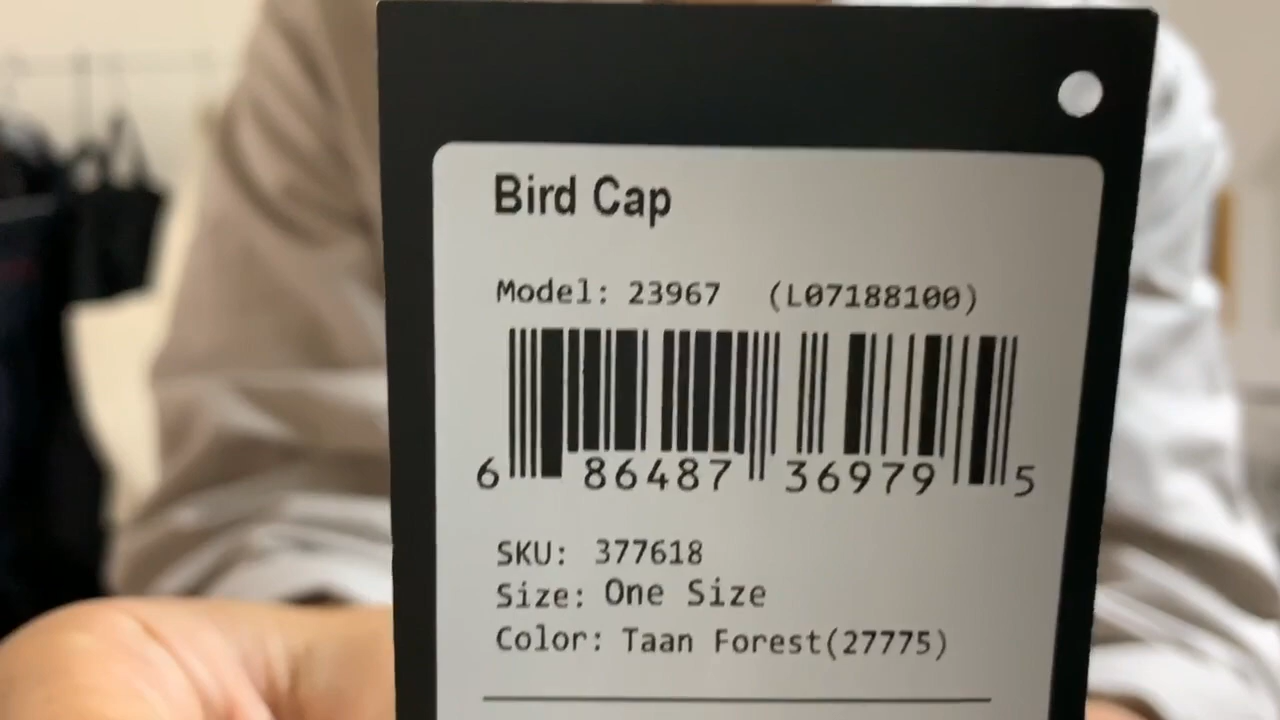 Bird Cap
Model: 23967 (L07188100)
6 86487 36979 5
SKU: 377618
Size: One Size
Color: Taan Forest(27775)